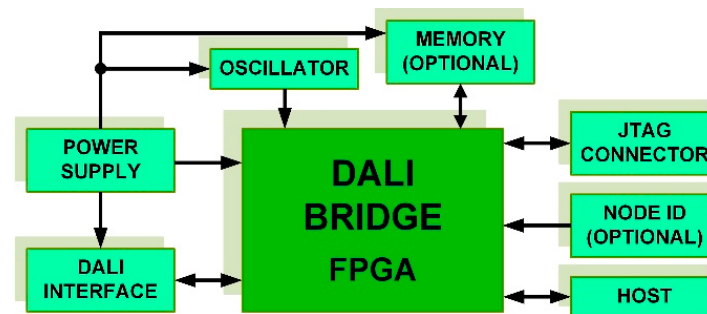 MEMORY
(OPTIONAL)
OSCILLATOR
POWER
SUPPLY
DALI
BRIDGE
FPGA
JTAG
CONNECTOR
NODE ID
(OPTIONAL)
DALI
INTERFACE
HOST